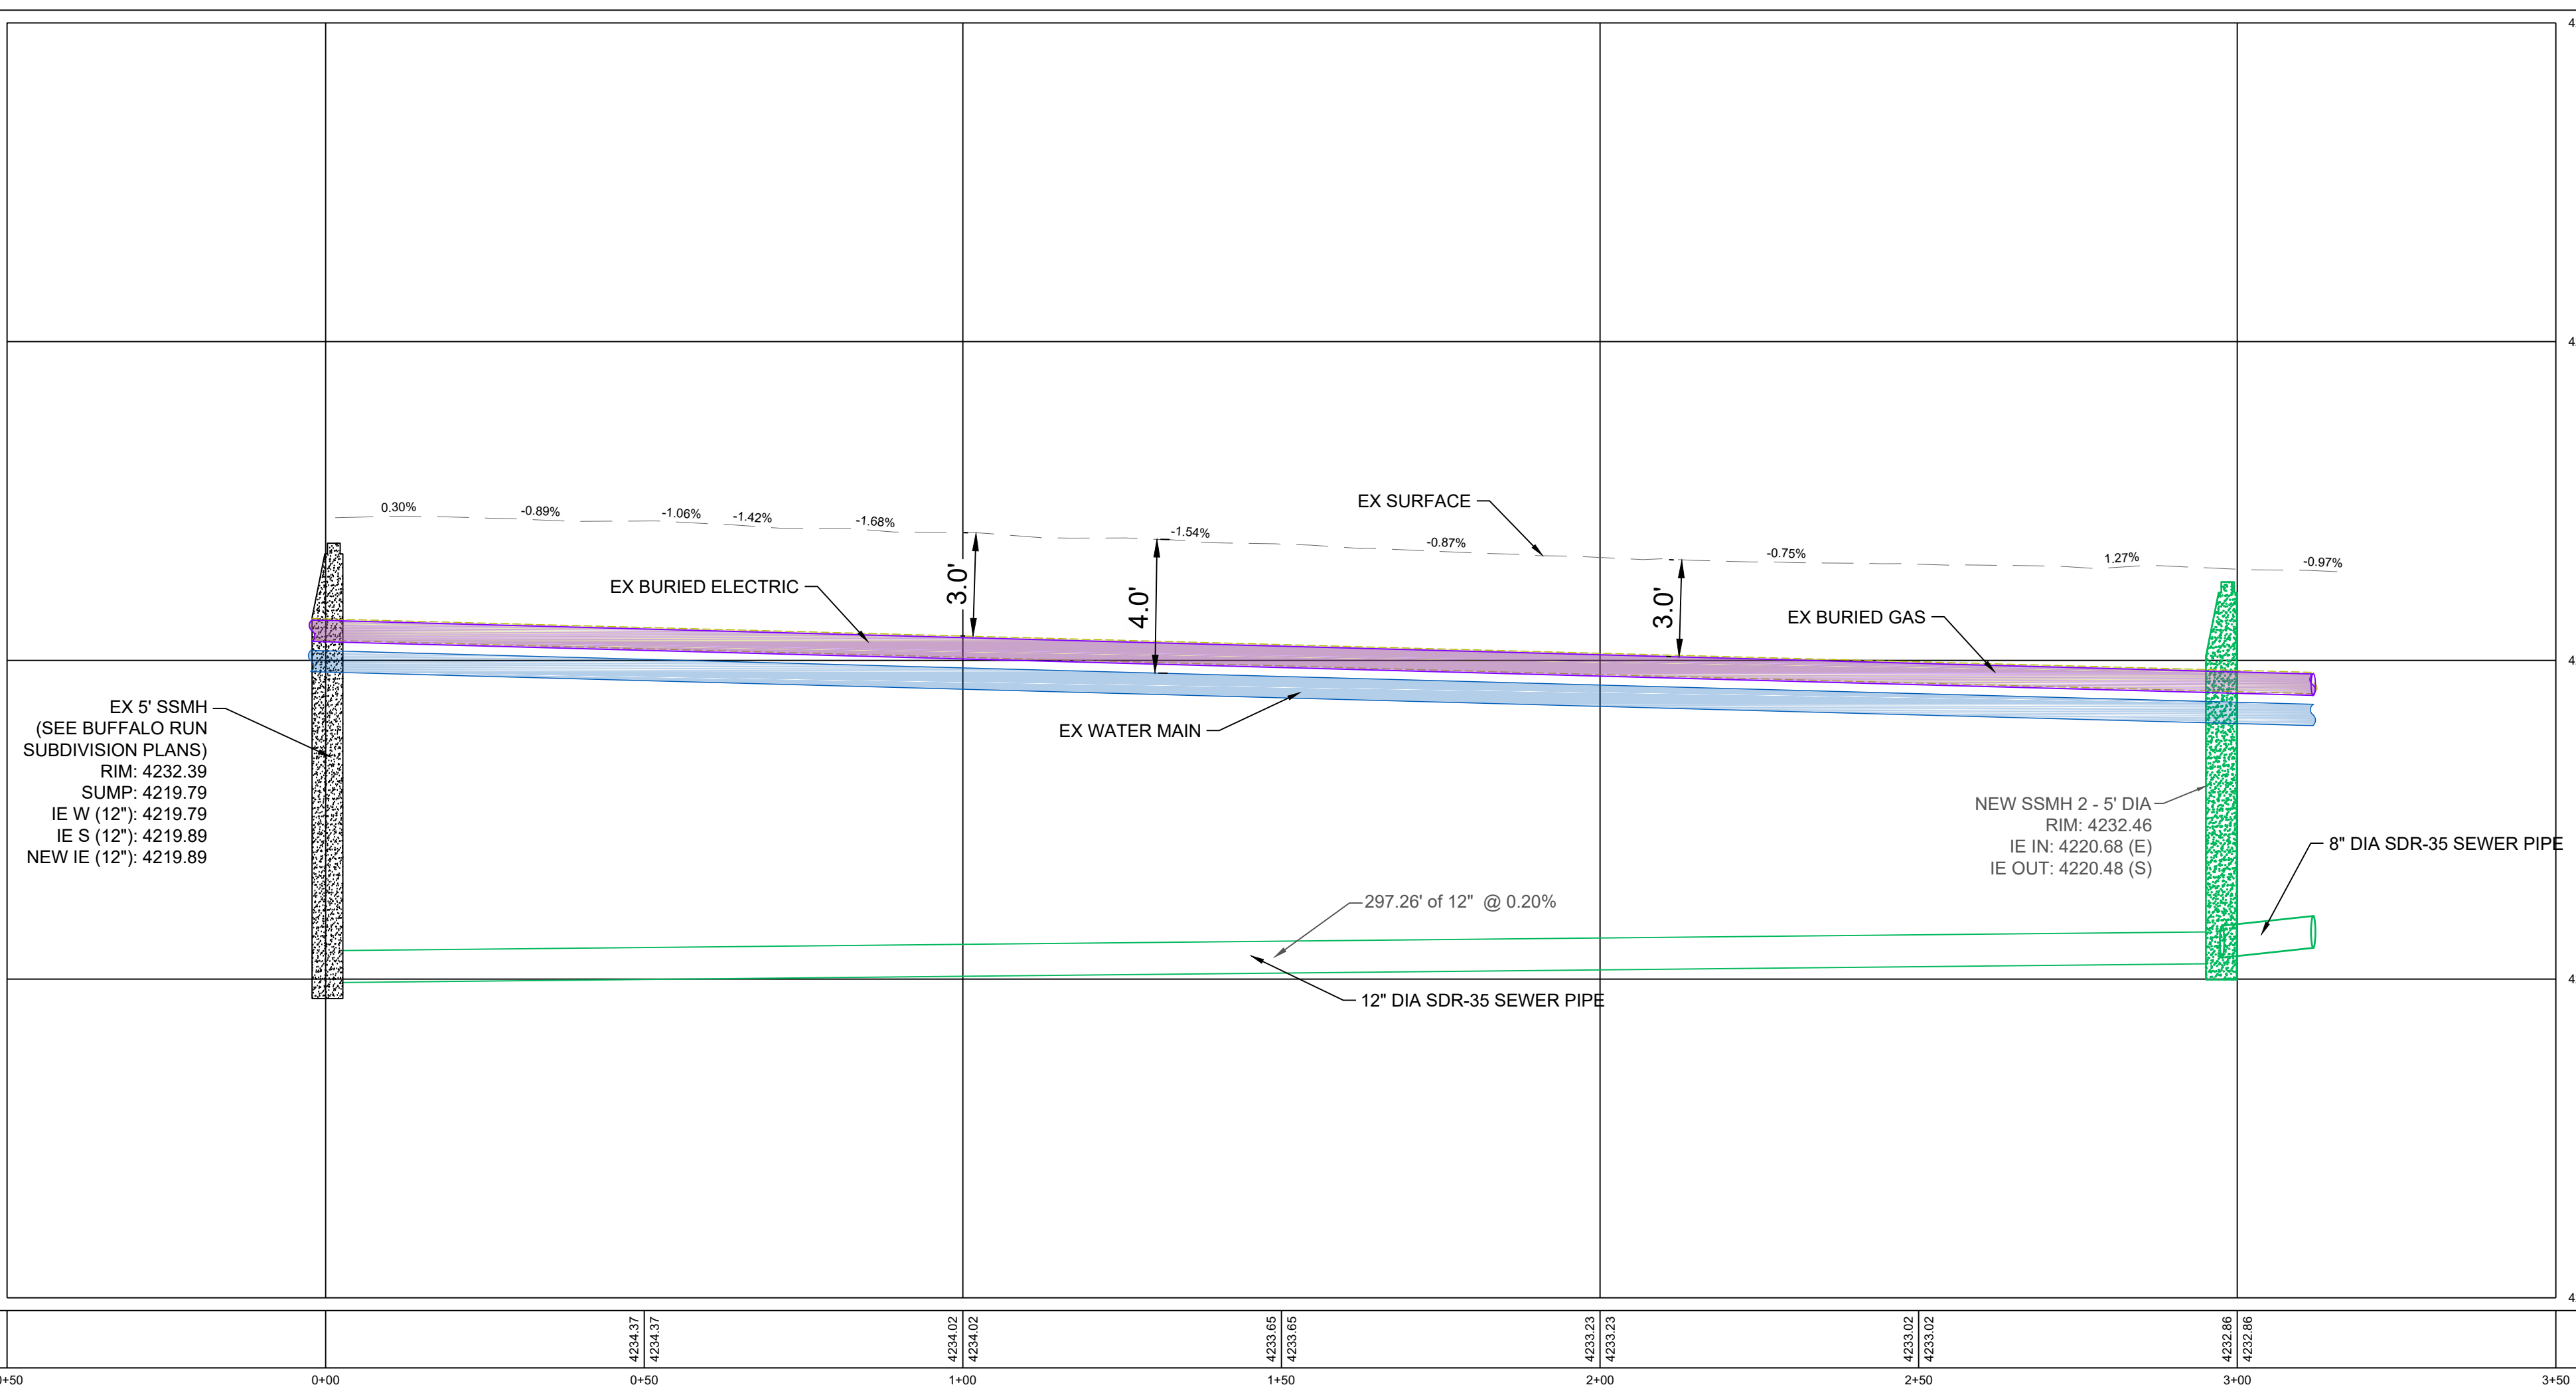 0.30%
-0.89%
-1.06%
-1.42%
-1.68%
-1.54%
-0.87%
-0.75%
1.27%
-0.97%
EX SURFACE
EX BURIED ELECTRIC
3.0'
4.0'
3.0'
EX BURIED GAS
EX WATER MAIN
EX 5' SSMH
(SEE BUFFALO RUN
SUBDIVISION PLANS)
RIM: 4232.39
SUMP: 4219.79
IE W (12"): 4219.79
IE S (12"): 4219.89
NEW IE (12"): 4219.89
NEW SSMH 2 - 5' DIA
RIM: 4232.46
IE IN: 4220.68 (E)
IE OUT: 4220.48 (S)
8" DIA SDR-35 SEWER PIPE
297.26' of 12" @ 0.20%
12" DIA SDR-35 SEWER PIPE
4234.37
4234.37
4234.02
4234.02
4233.65
4233.65
4233.23
4233.23
4233.02
4233.02
4232.86
4232.86
+50
0+00
0+50
1+00
1+50
2+00
2+50
3+00
3+50